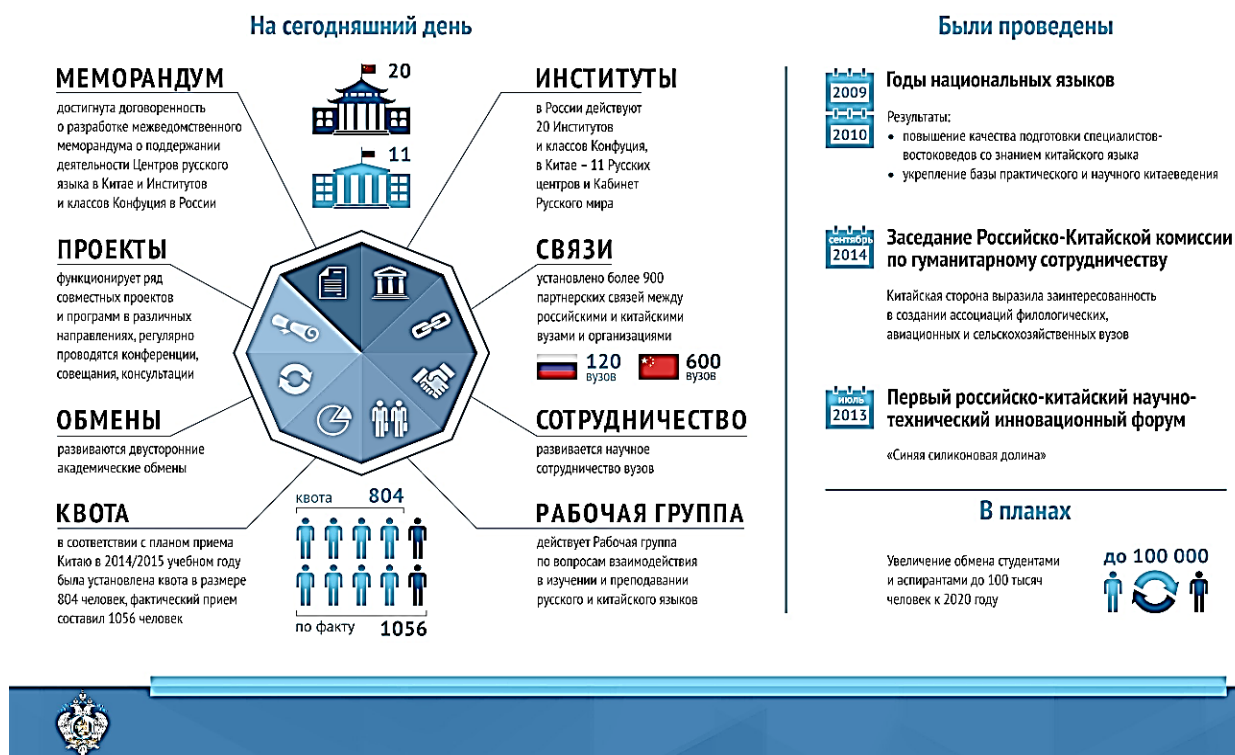 На сегодняшний день
МЕМОРАНДУМ
достигнута договоренность
о разработке межведомственного
меморандума о поддержании
деятельности Центров русского
языка в Китае и Институтов
и классов Конфуция в России
20
11
ИНСТИТУТЫ
в России действуют
20 Институтов
и классов Конфуция,
в Китае – 11 Русских
центров и Кабинет
Русского мира
ПРОЕКТЫ
функционирует ряд
совместных проектов
и программ в различных
направлениях, регулярно
проводятся конференции,
совещания, консультации
СВЯЗИ
установлено более 900
партнерских связей между
российскими и китайскими
вузами и организациями
120
вузов
600
вузов
ОБМЕНЫ
развиваются двусторонние
академические обмены
СОТРУДНИЧЕСТВО
развивается научное
сотрудничество вузов
КВОТА
в соответствии с планом приема
Китаю в 2014/2015 учебном году
была установлена квота в размере
804 человек, фактический прием
составил 1056 человек
квота 804
по факту 1056
РАБОЧАЯ ГРУППА
действует Рабочая группа
по вопросам взаимодействия
в изучении и преподавании
русского и китайского языков
Были проведены
2009
2010
Годы национальных языков
Результаты:
• повышение качества подготовки специалистов-
востоковедов со знанием китайского языка
• укрепление базы практического и научного китаеведения
сентябрь
2014
Заседание Российско-Китайской комиссии
по гуманитарному сотрудничеству
Китайская сторона выразила заинтересованность
в создании ассоциаций филологических,
авиационных и сельскохозяйственных вузов
июль
2013
Первый российско-китайский научно-
технический инновационный форум
«Синяя силиконовая долина»
В планах
Увеличение обмена студентами
и аспирантами до 100 тысяч
человек к 2020 году
до 100 000